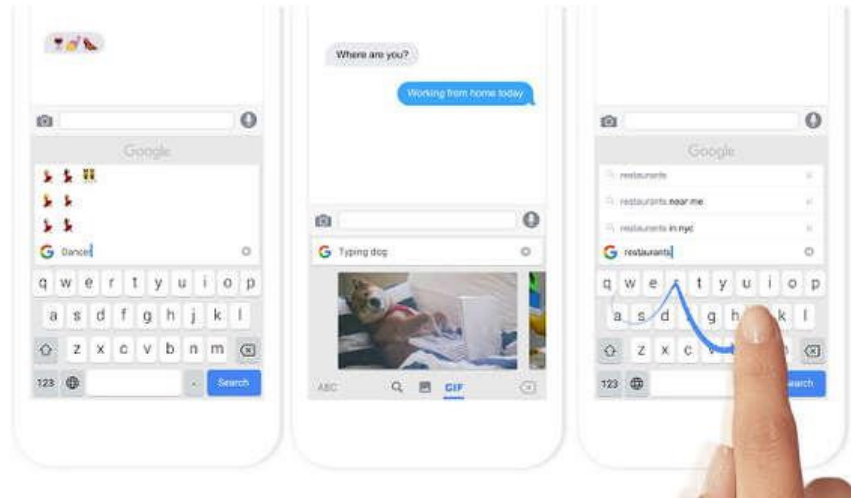 Google
Dancer
q w e r t y u i o p
a s d f g h j k l
z x c v b n m
123 . Search
Where are you?
Working from home today
G Typing dog
ABC GIF
Google
restaurants
restaurants near me
restaurants in nyc
G restaurants
q w e r t y u i o p
a s d g h k l
z x c v b
123